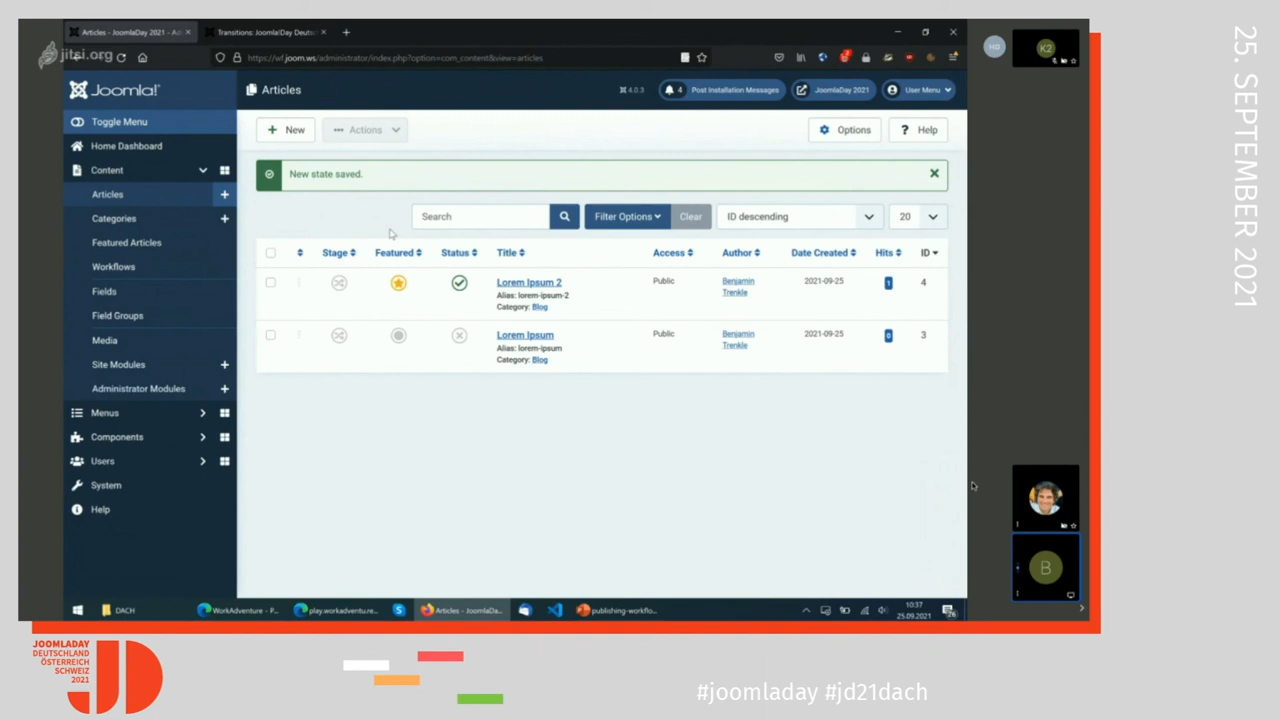 Articles - JoomlaDay 2021 - Ad
Transitions: Joomla!Day Deuts
jitsi.org
https://wf.joom.ws/administrator/index.php?option=com_content&view=articles
HD
K2
Joomla!
Articles
4.0.3
4 Post Installation Messages
JoomlaDay 2021
User Menu
Toggle Menu
New
Actions
Options
Help
Home Dashboard
Content
New state saved.
Articles
Categories
Search
Filter Options
Clear
ID descending
20
Featured Articles
Stage
Featured
Status
Title
Access
Author
Date Created
Hits
ID
Workflows
Lorem Ipsum 2
Alias: lorem-ipsum-2
Category: Blog
Public
Benjamin
Trenkle
2021-09-25
1
4
Fields
Field Groups
Lorem Ipsum
Alias: lorem-ipsum
Category: Blog
Public
Benjamin
Trenkle
2021-09-25
0
3
Media
Site Modules
Administrator Modules
Menus
Components
Users
System
Help
B
DACH
WorkAdventure - P...
play.workadventu.re...
Articles - JoomlaDa...
publishing-workflo...
10:37
25.09.2021
25. SEPTEMBER 2021
JOOMLADAY
DEUTSCHLAND
ÖSTERREICH
SCHWEIZ
2021
JD
#joomladay #jd21dach